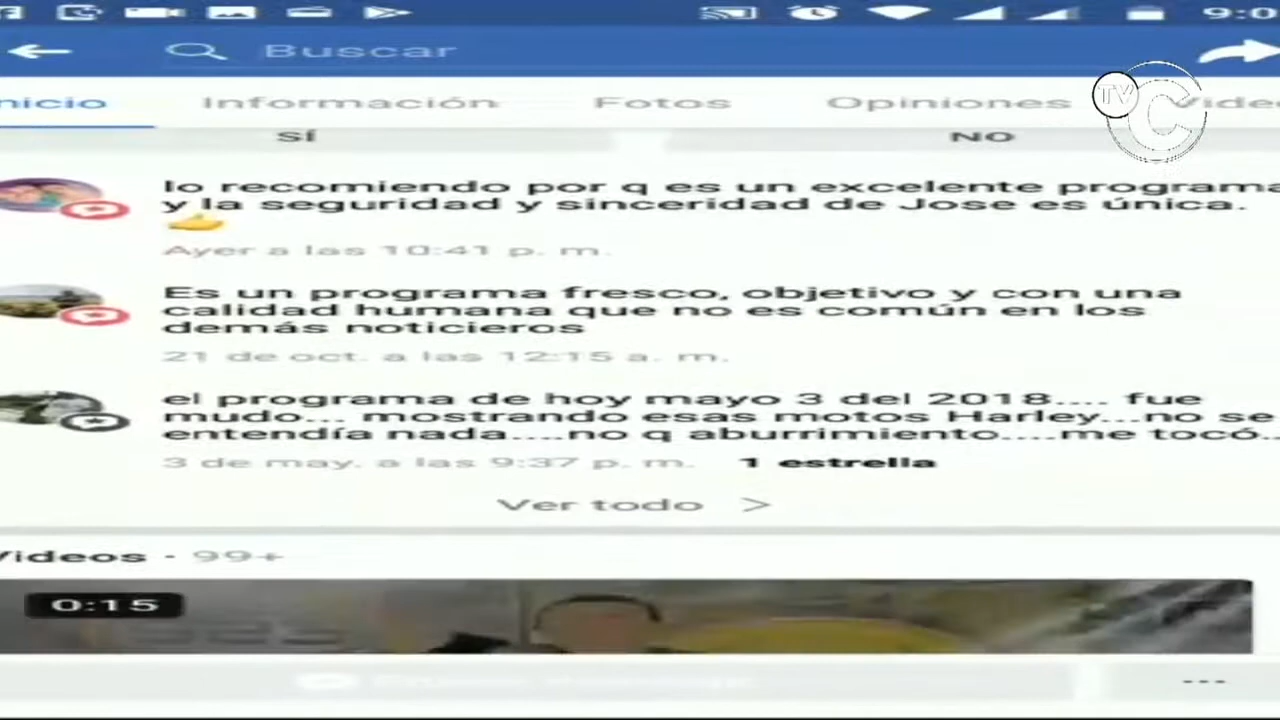 9:0
Buscar
nicio Información Fotos Opiniones Vide
TV C
SÍ NO
lo recomiendo por q es un excelente programa
y la seguridad y sinceridad de Jose es única.
Ayer a las 10:41 p. m.
Es un programa fresco, objetivo y con una
calidad humana que no es común en los
demás noticieros
21 de oct. a las 12:15 a. m.
el programa de hoy mayo 3 del 2018.... fue
mudo... mostrando esas motos Harley...no se
entendía nada....no q aburrimiento....me tocó...
3 de may. a las 9:37 p. m. 1 estrella
Ver todo >
Videos · 99+
0:15